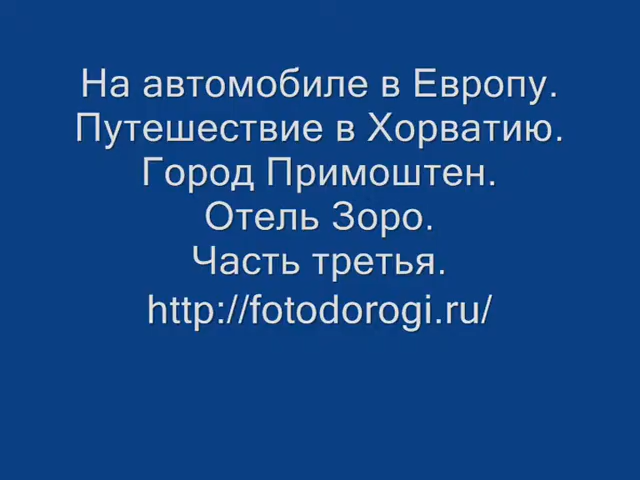 На автомобиле в Европу.
Путешествие в Хорватию.
Город Примоштен.
Отель Зоро.
Часть третья.
http://fotodorogi.ru/